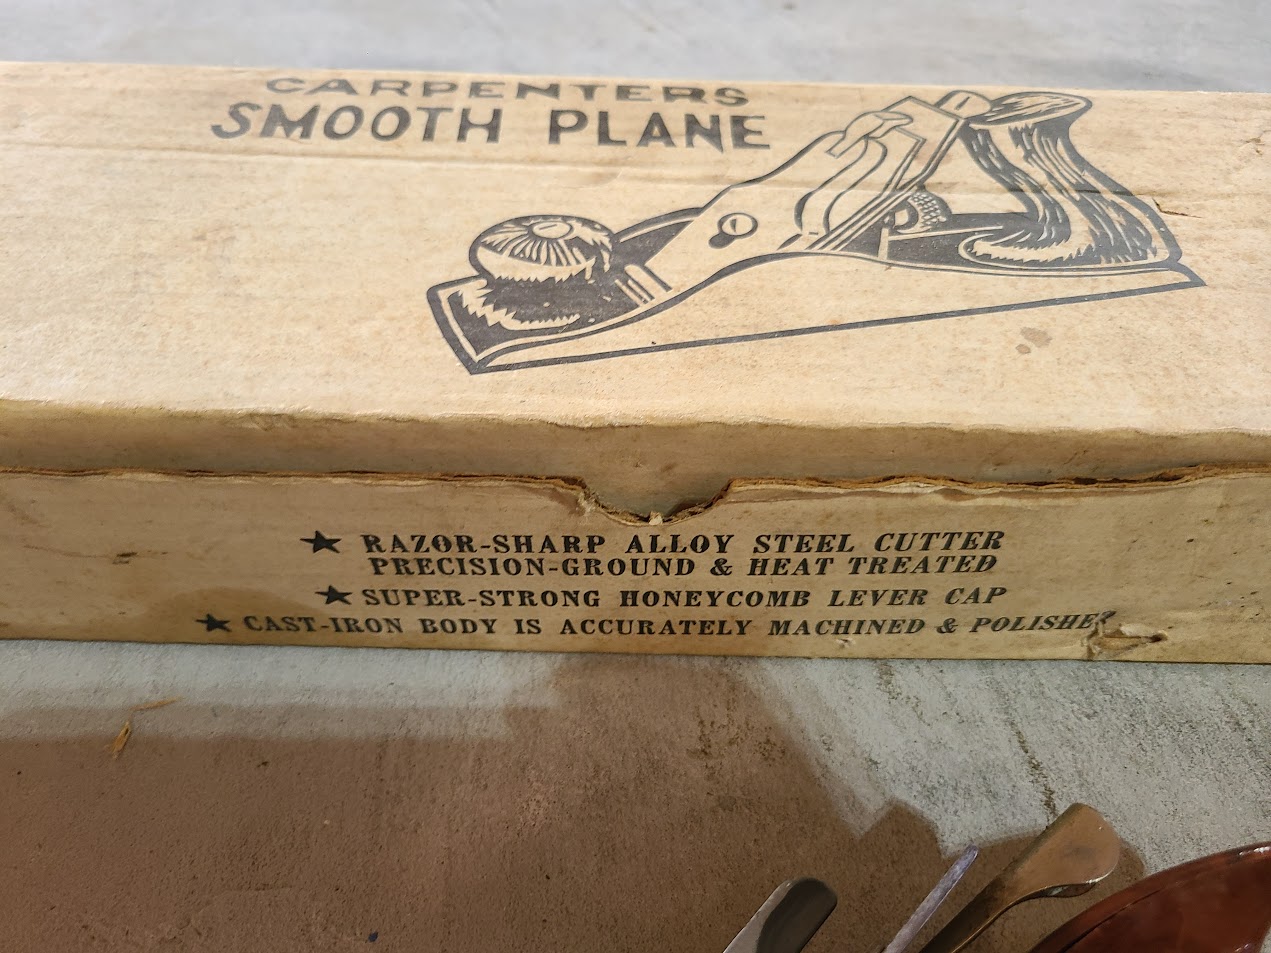 CARPENTERS
SMOOTH PLANE
★ RAZOR-SHARP ALLOY STEEL CUTTER
PRECISION-GROUND & HEAT TREATED
★ SUPER-STRONG HONEYCOMB LEVER CAP
★ CAST-IRON BODY IS ACCURATELY MACHINED & POLISHE